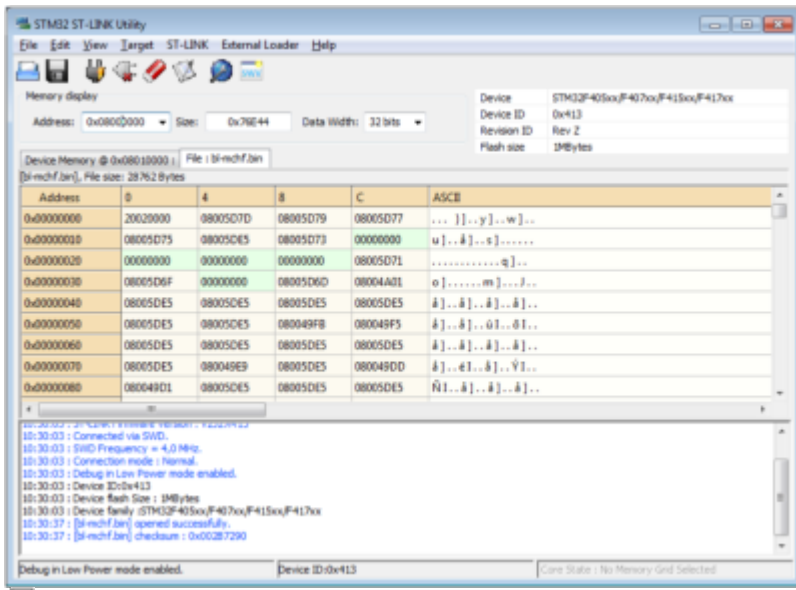 STM32 ST-LINK Utility
File Edit View Target ST-LINK External Loader Help
Memory display
Address: 0x08000000 Size: 0x76E44 Data Width: 32 bits
Device STM32F405xx/F407xx/F415xx/F417xx
Device ID 0x413
Revision ID Rev Z
Flash size 1MBytes
Device Memory @ 0x08010000 : File : bl-mchf.bin
[bl-mchf.bin], File size: 28762 Bytes
Address 0 4 8 C ASCII
0x00000000 20020000 08005D7D 08005D79 08005D77 ... }]..y]..w]..
0x00000010 08005D75 08005DE5 08005D73 00000000 u]..å]..s]......
0x00000020 00000000 00000000 00000000 08005D71 ............q]..
0x00000030 08005D6F 00000000 08005D6D 08004A01 o]......m]...J..
0x00000040 08005DE5 08005DE5 08005DE5 08005DE5 å]..å]..å]..å]..
0x00000050 08005DE5 08005DE5 080049FB 080049F5 å]..å]..ûI..õI..
0x00000060 08005DE5 08005DE5 08005DE5 08005DE5 å]..å]..å]..å]..
0x00000070 08005DE5 080049E9 08005DE5 080049DD å]..éI..å]..ÝI..
0x00000080 080049D1 08005DE5 08005DE5 08005DE5 ÑI..å]..å]..å]..
10:30:03 : Connected via SWD.
10:30:03 : SWD Frequency = 4,0 MHz.
10:30:03 : Connection mode : Normal.
10:30:03 : Debug in Low Power mode enabled.
10:30:03 : Device ID:0x413
10:30:03 : Device flash Size : 1MBytes
10:30:03 : Device family :STM32F405xx/F407xx/F415xx/F417xx
10:30:37 : [bl-mchf.bin] opened successfully.
10:30:37 : [bl-mchf.bin] checksum : 0x002B7290
Debug in Low Power mode enabled. Device ID:0x413 Core State : No Memory Grid Selected